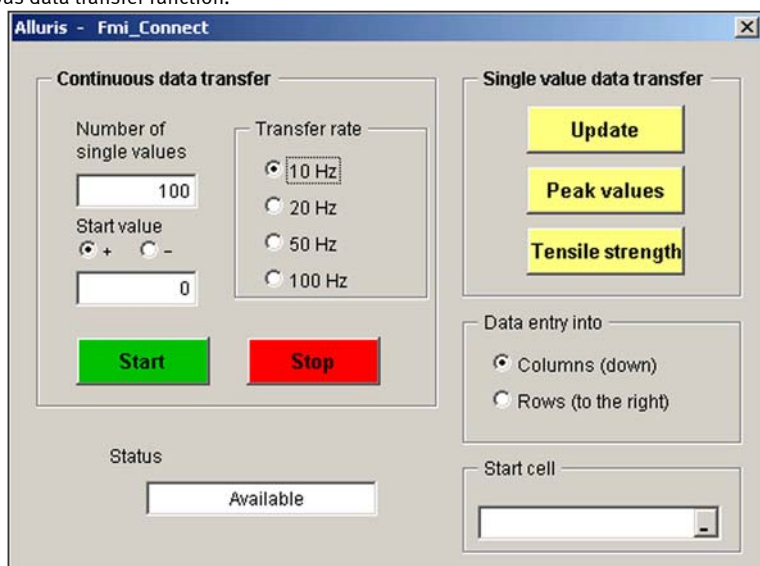 ous data transfer function.
Alluris - Fmi_Connect
Continuous data transfer
Number of
single values
100
Start value
+ -
0
Transfer rate
10 Hz
20 Hz
50 Hz
100 Hz
Start
Stop
Status
Available
Single value data transfer
Update
Peak values
Tensile strength
Data entry into
Columns (down)
Rows (to the right)
Start cell